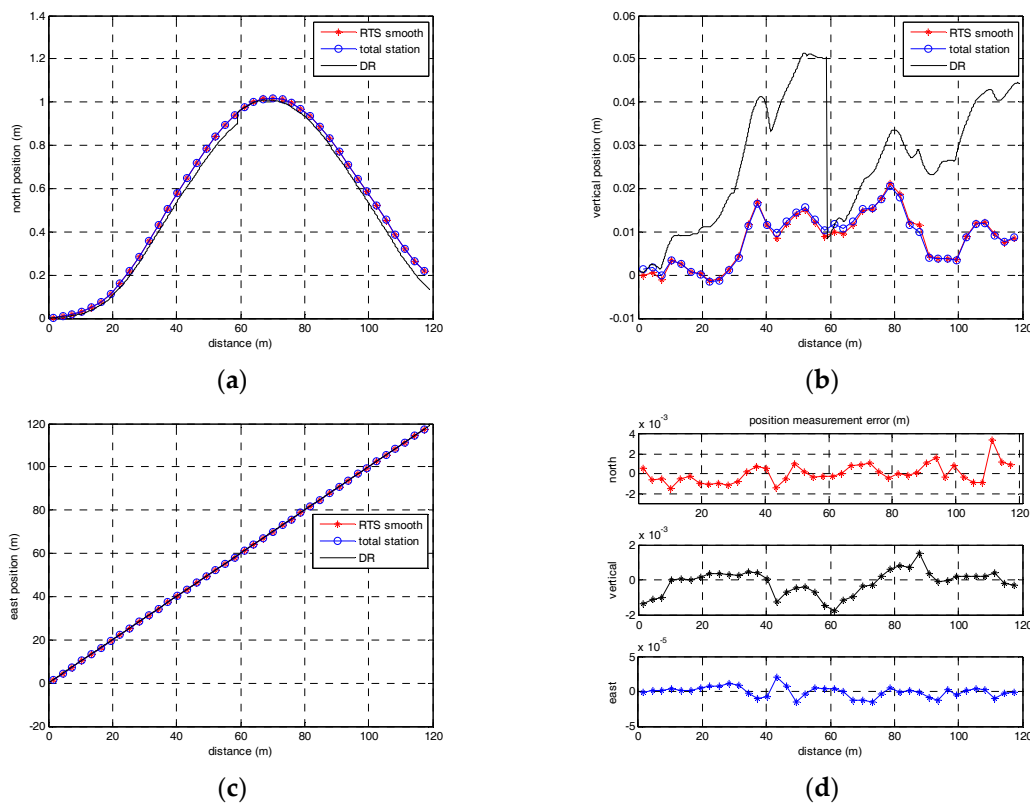 1.4
1.2
1
0.8
0.6
0.4
0.2
0
north position (m)
RTS smooth
total station
DR
0 20 40 60 80 100 120
distance (m)
(a)
0.06
0.05
0.04
0.03
0.02
0.01
0
-0.01
vertical position (m)
RTS smooth
total station
DR
0 20 40 60 80 100 120
distance (m)
(b)
120
100
80
60
40
20
0
-20
east position (m)
RTS smooth
total station
DR
0 20 40 60 80 100 120
distance (m)
(c)
position measurement error (m)
x 10-3
4
2
0
-2
north
0 20 40 60 80 100 120
x 10-3
2
0
-2
vertical
0 20 40 60 80 100 120
x 10-5
5
0
-5
east
0 20 40 60 80 100 120
distance (m)
(d)